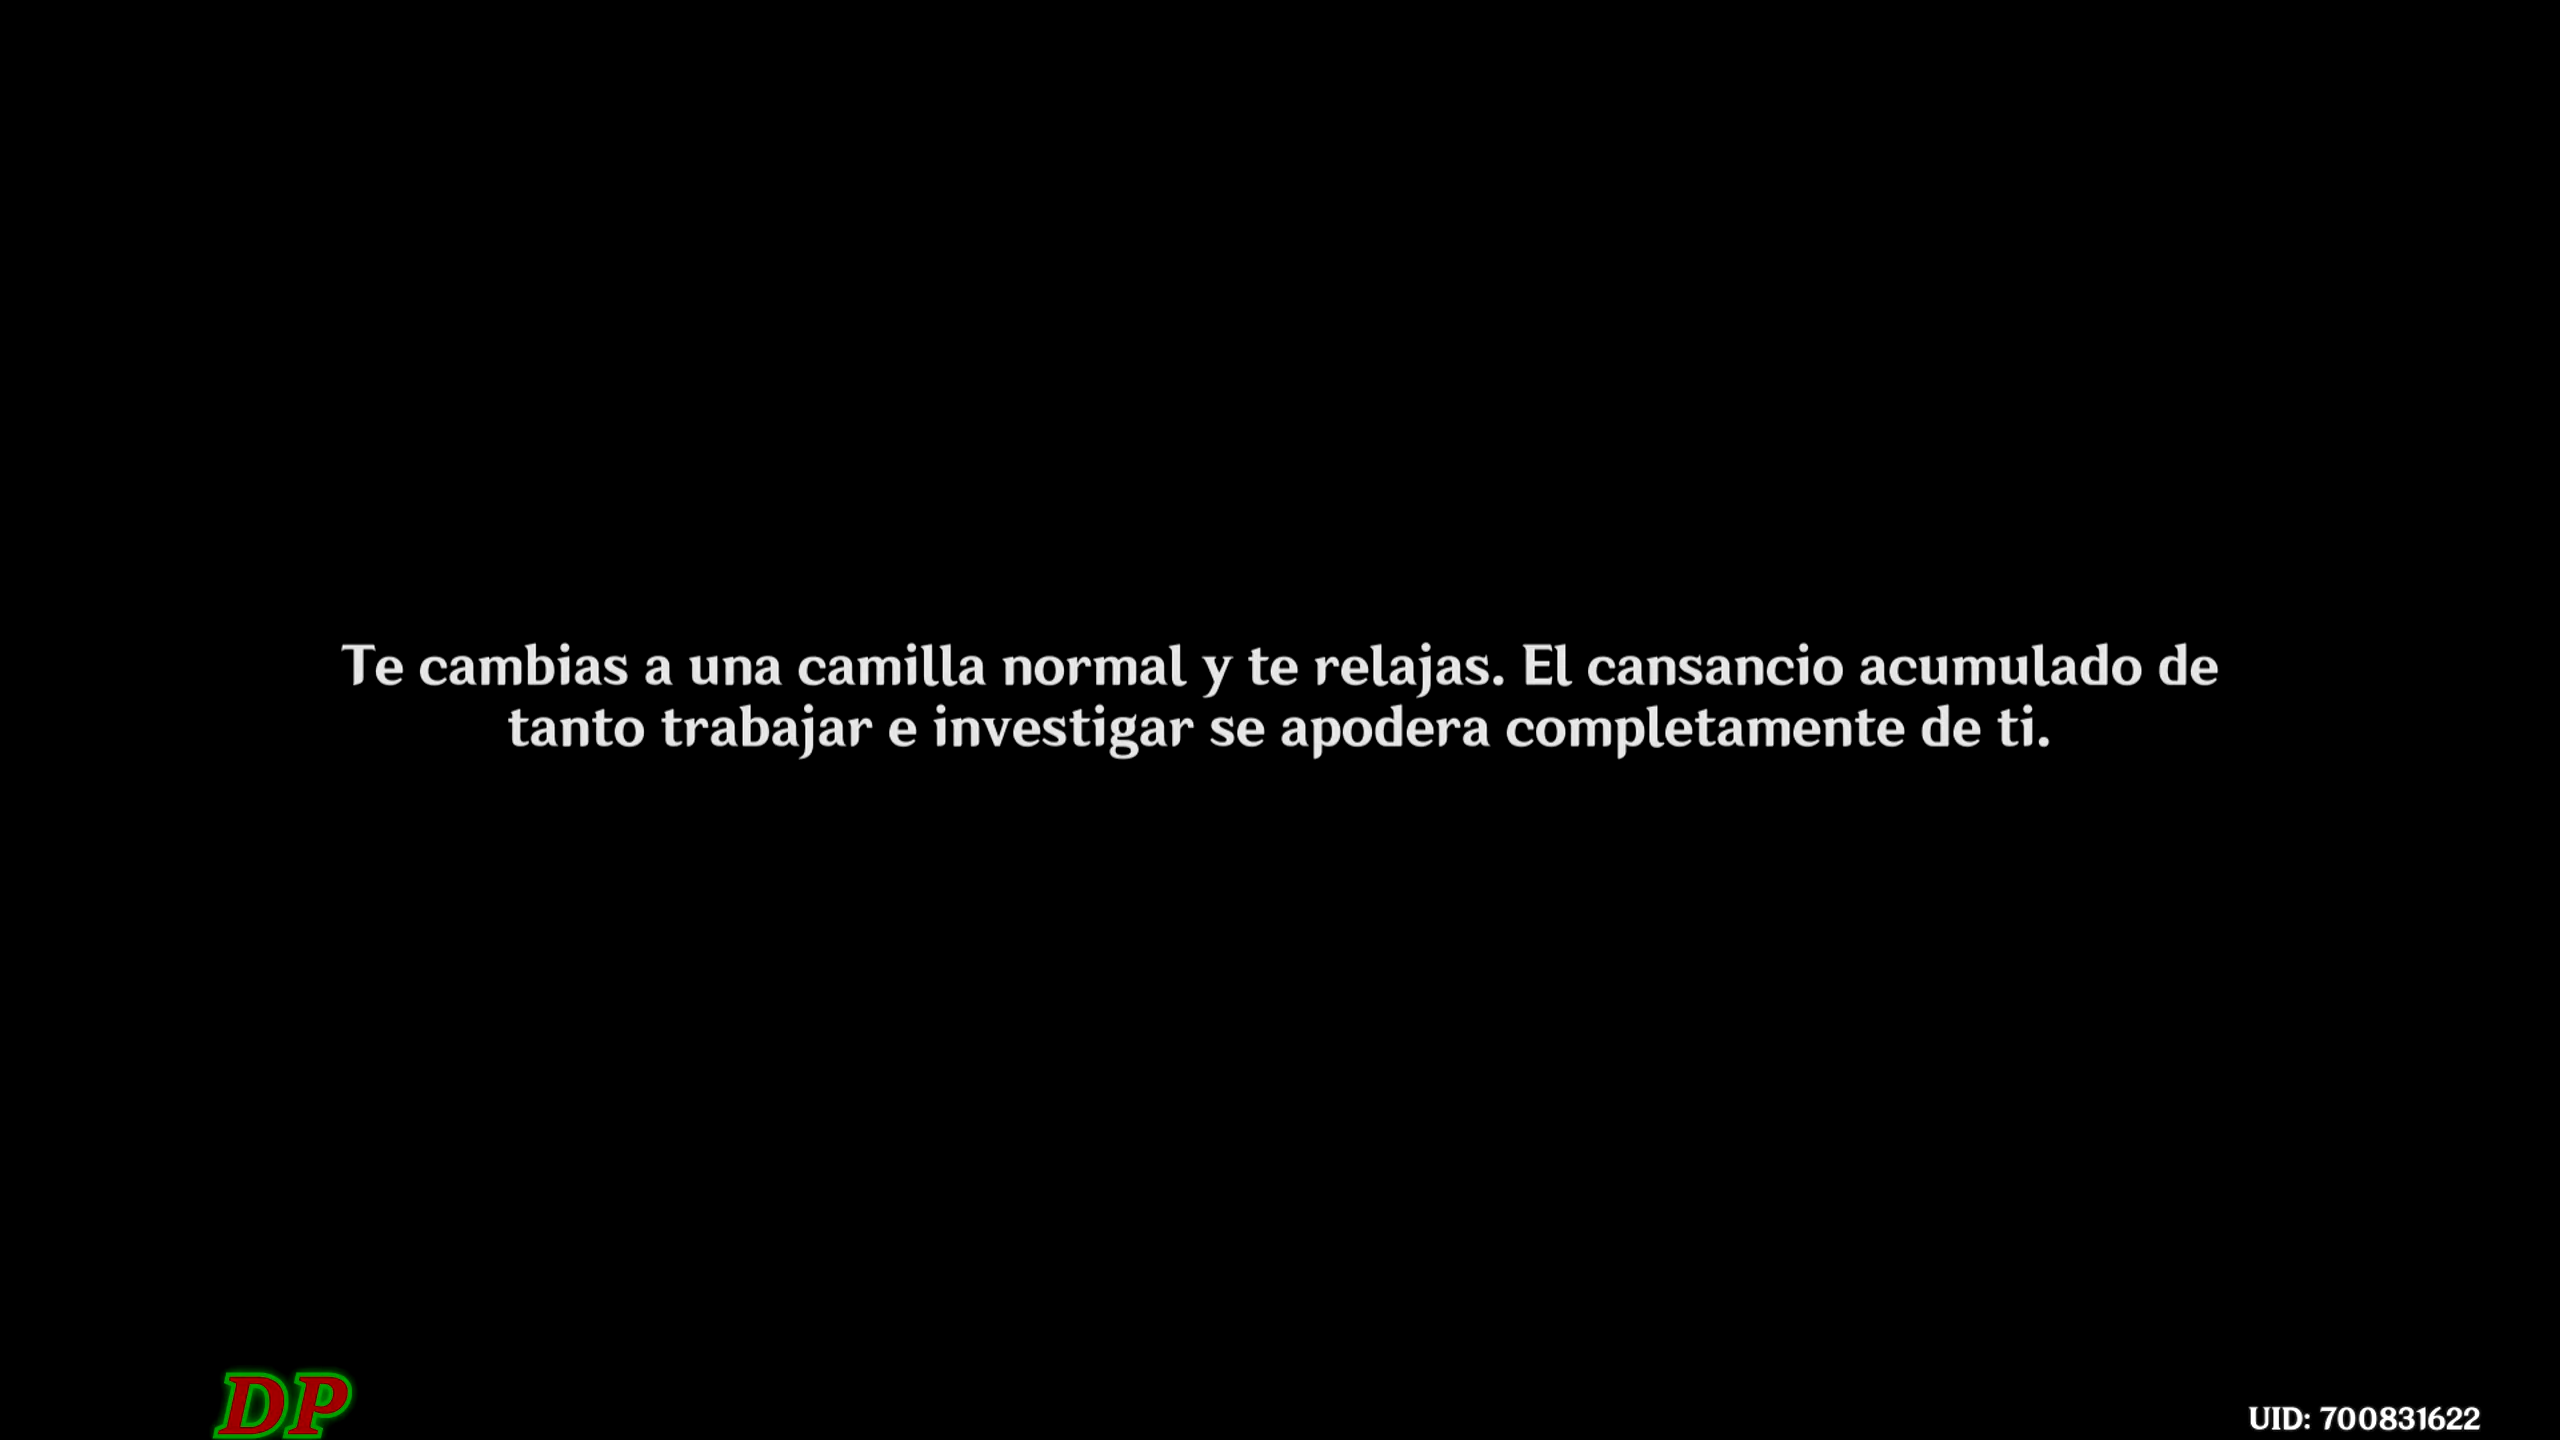 Te cambias a una camilla normal y te relajas. El cansancio acumulado de
tanto trabajar e investigar se apodera completamente de ti.
DP
UID: 700831622